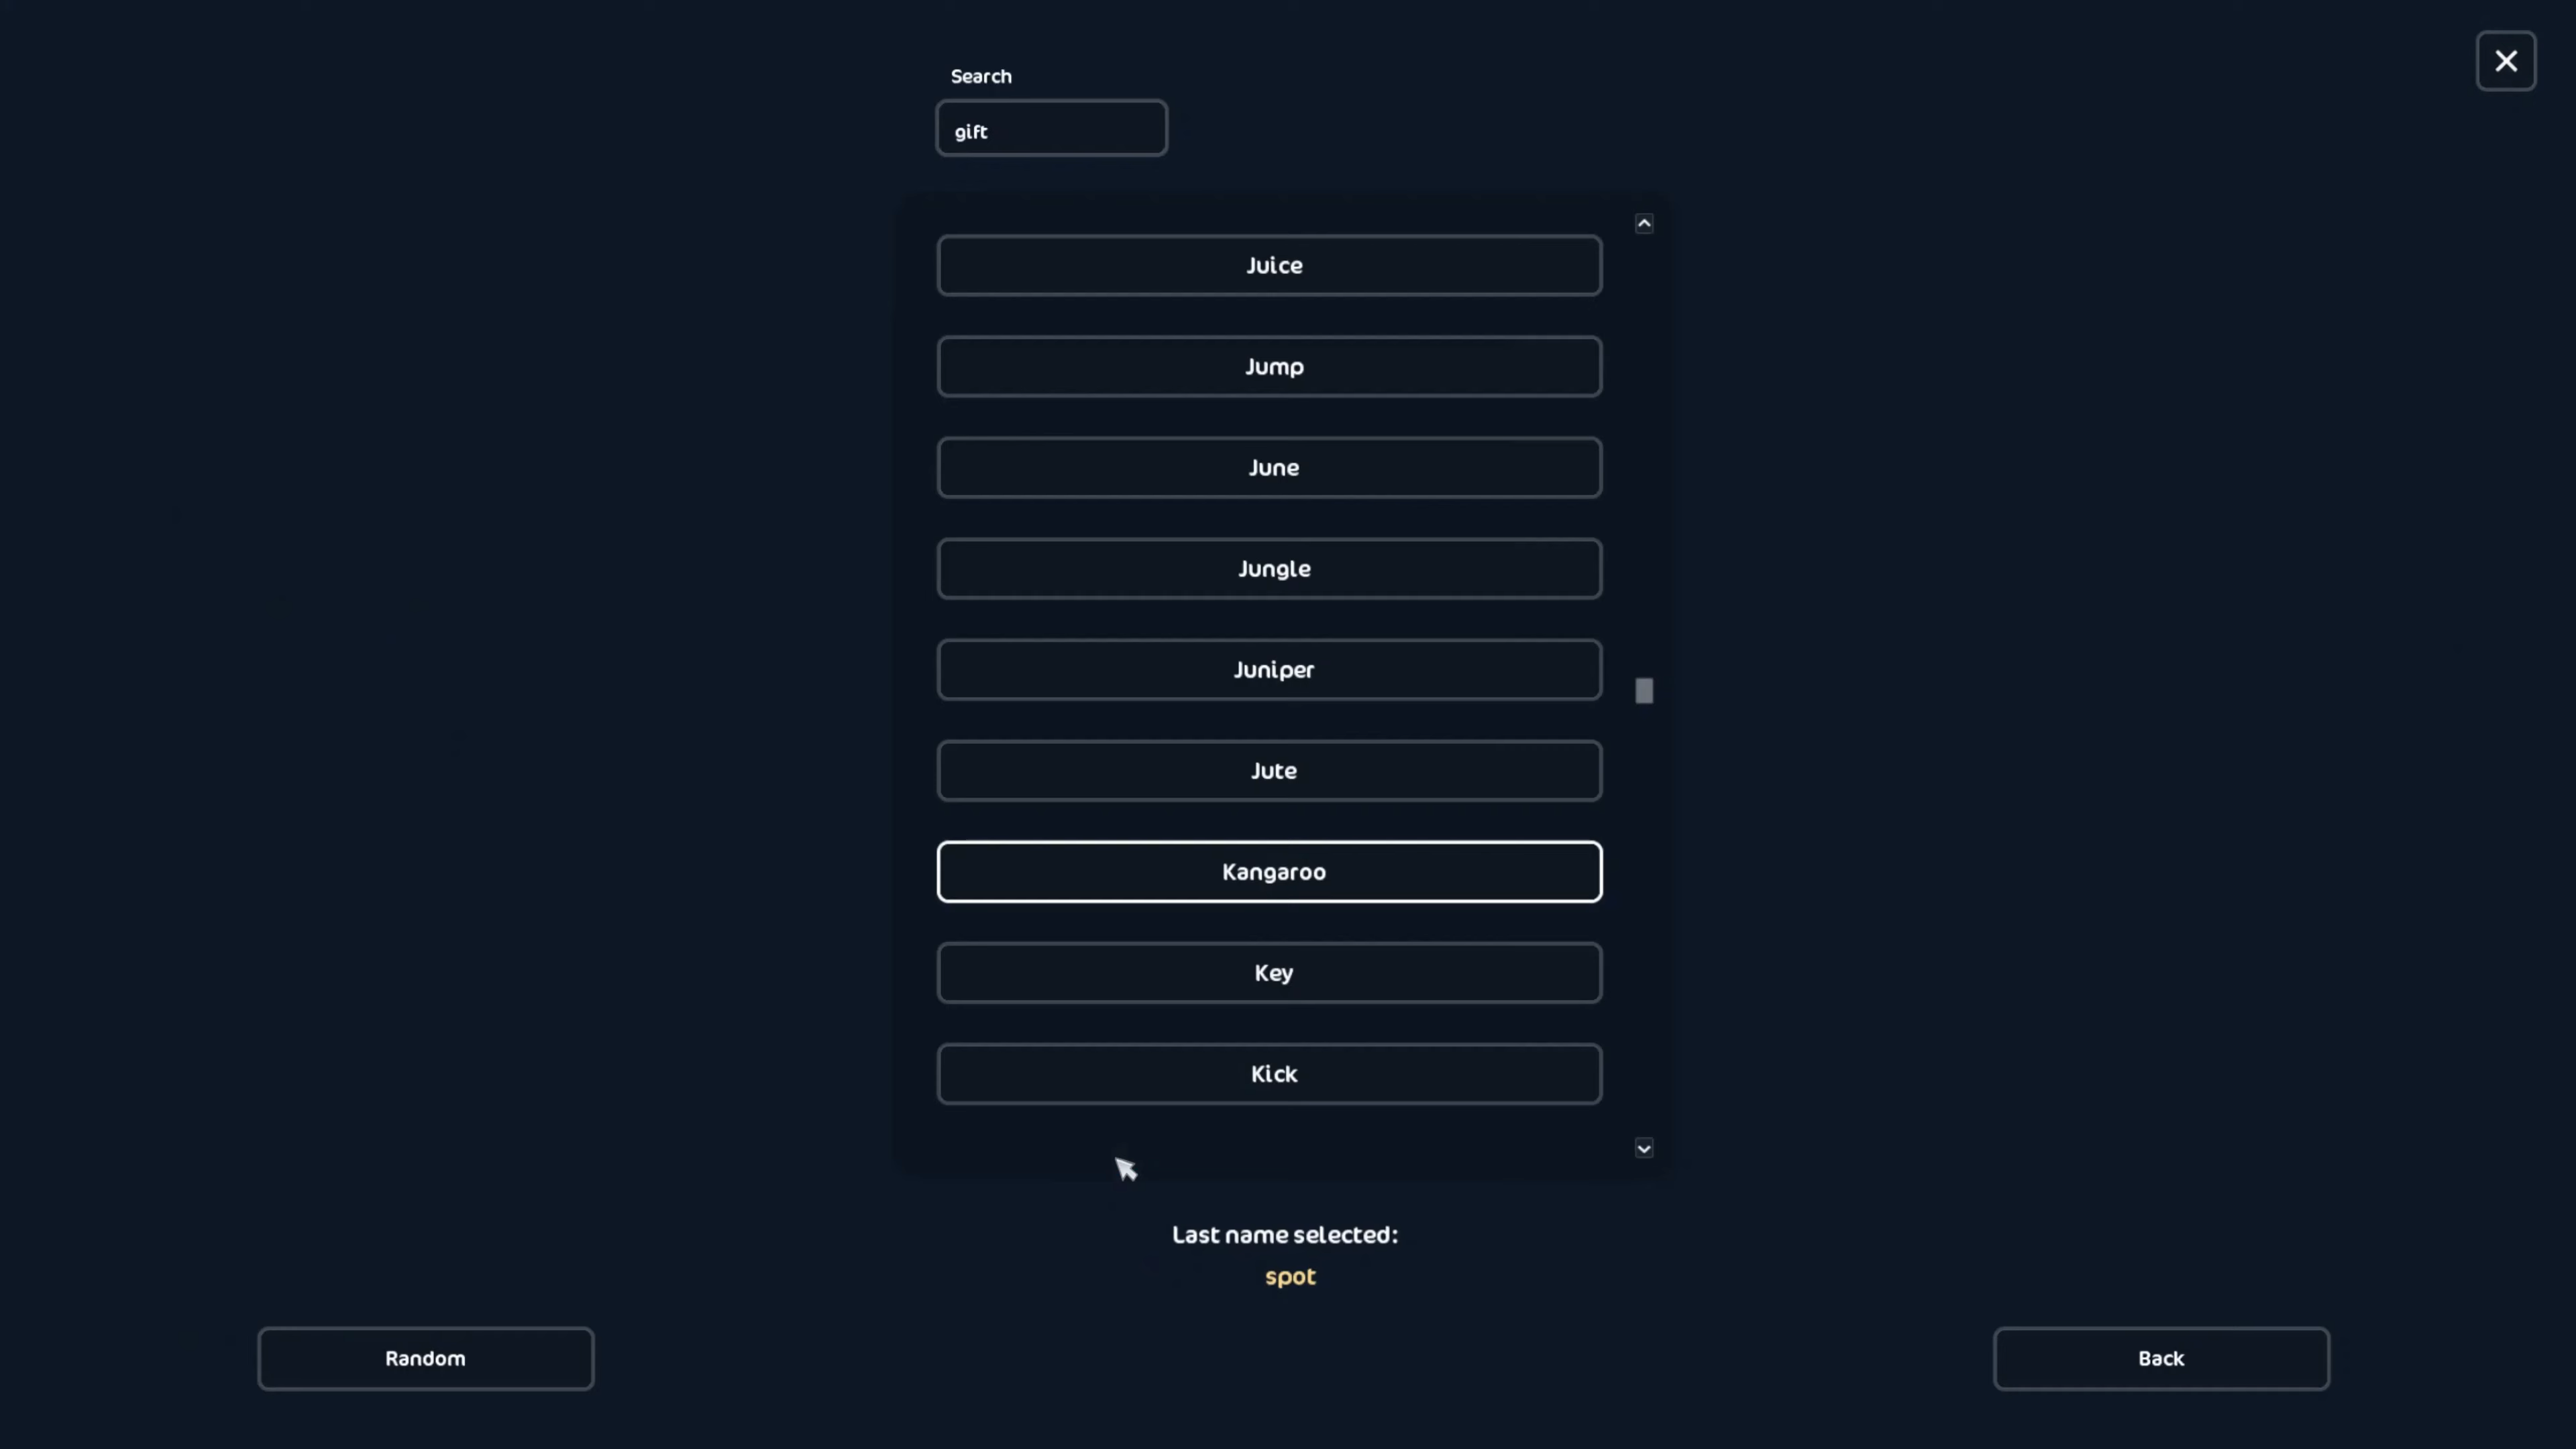 Search
gift
Juice
Jump
June
Jungle
Juniper
Jute
Kangaroo
Key
Kick
Last name selected:
spot
Random
Back